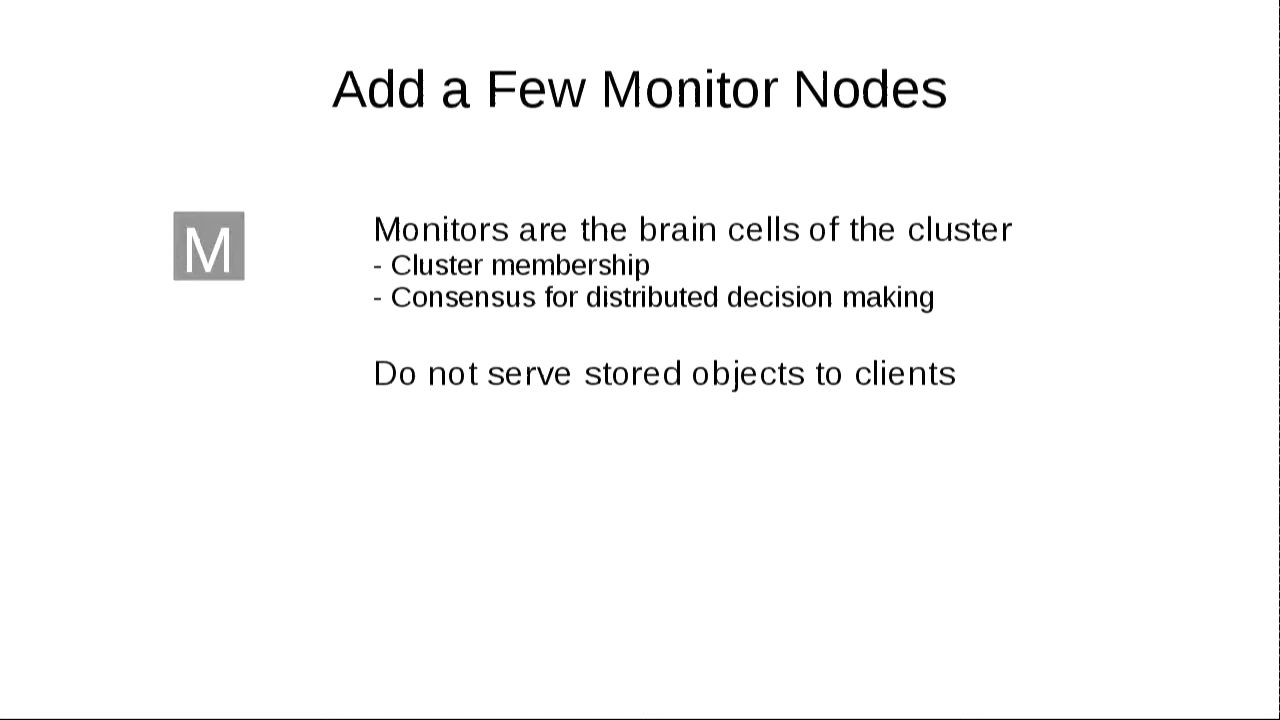 Add a Few Monitor Nodes
M
Monitors are the brain cells of the cluster
- Cluster membership
- Consensus for distributed decision making
Do not serve stored objects to clients